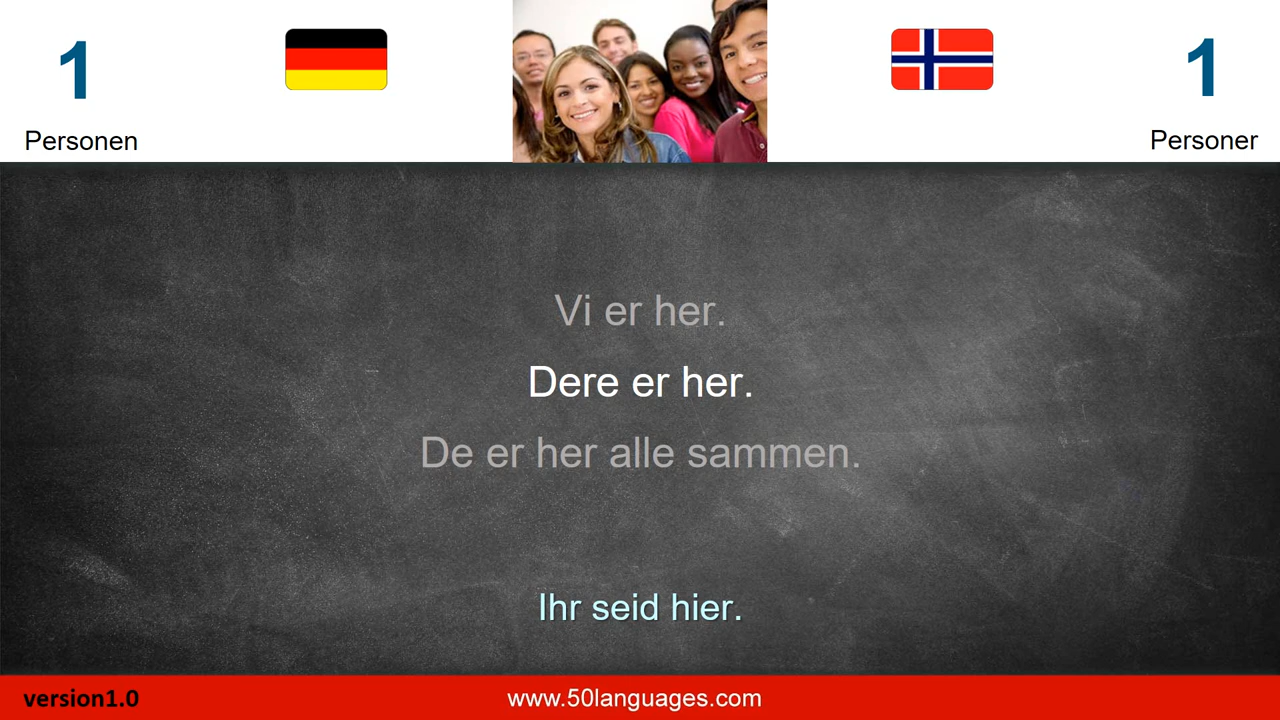 1
1
Personen
Personer
Vi er her.
Dere er her.
De er her alle sammen.
Ihr seid hier.
version1.0
www.50languages.com